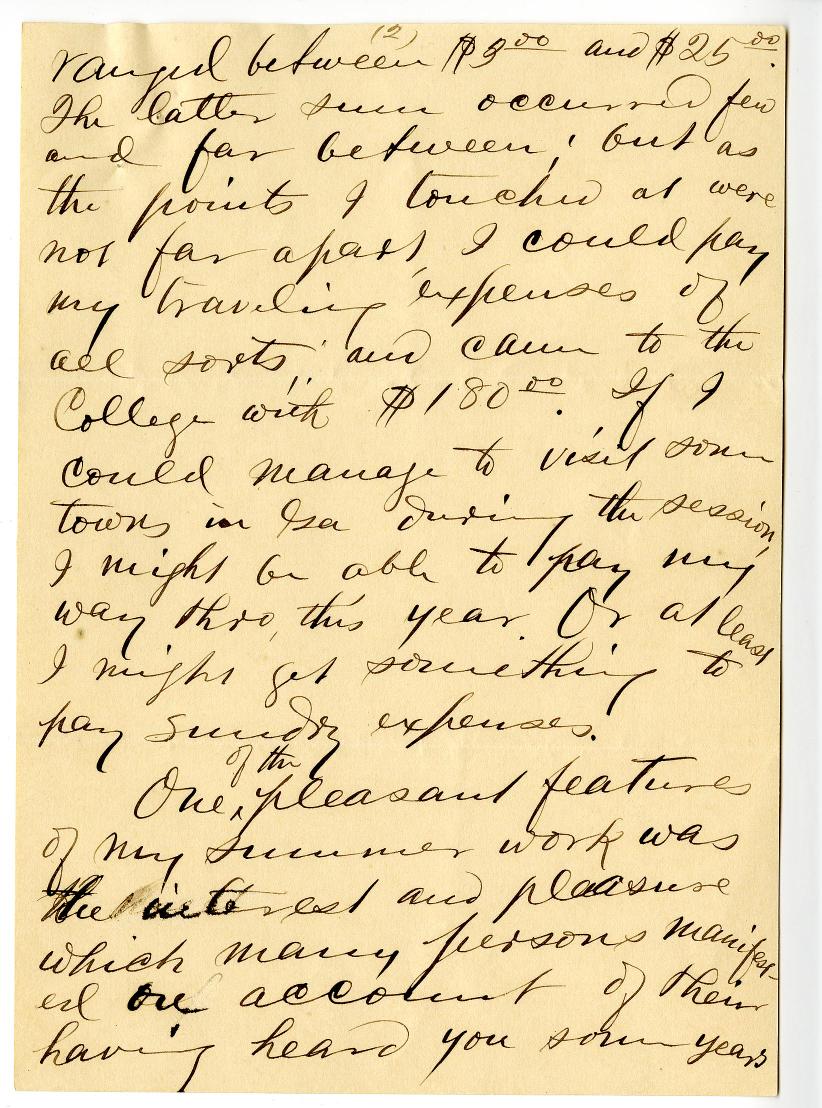 (2)
ranged between $3.00 and $25.00.
The latter sum occurred few
and far between; but as
the points I touched at were
not far apart, I could pay
my traveling expenses of
all sorts, and came to the
College with $180.00. If I
could manage to visit some
towns in Ga during the session,
I might be able to pay my
way thro, this year. Or at least
I might get something to
pay sundry expenses.
One of the pleasant features
of my summer work was
the interest and pleasure
which many persons manifest-
ed on account of their
having heard you some years